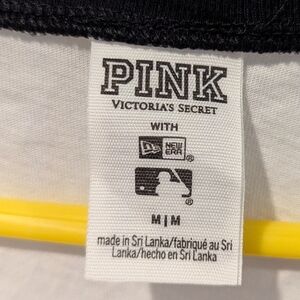 PINK
VICTORIA'S SECRET
WITH
NEW
ERA
M|M
made in Sri Lanka/fabriqué au Sri
Lanka/hecho en Sri Lanka